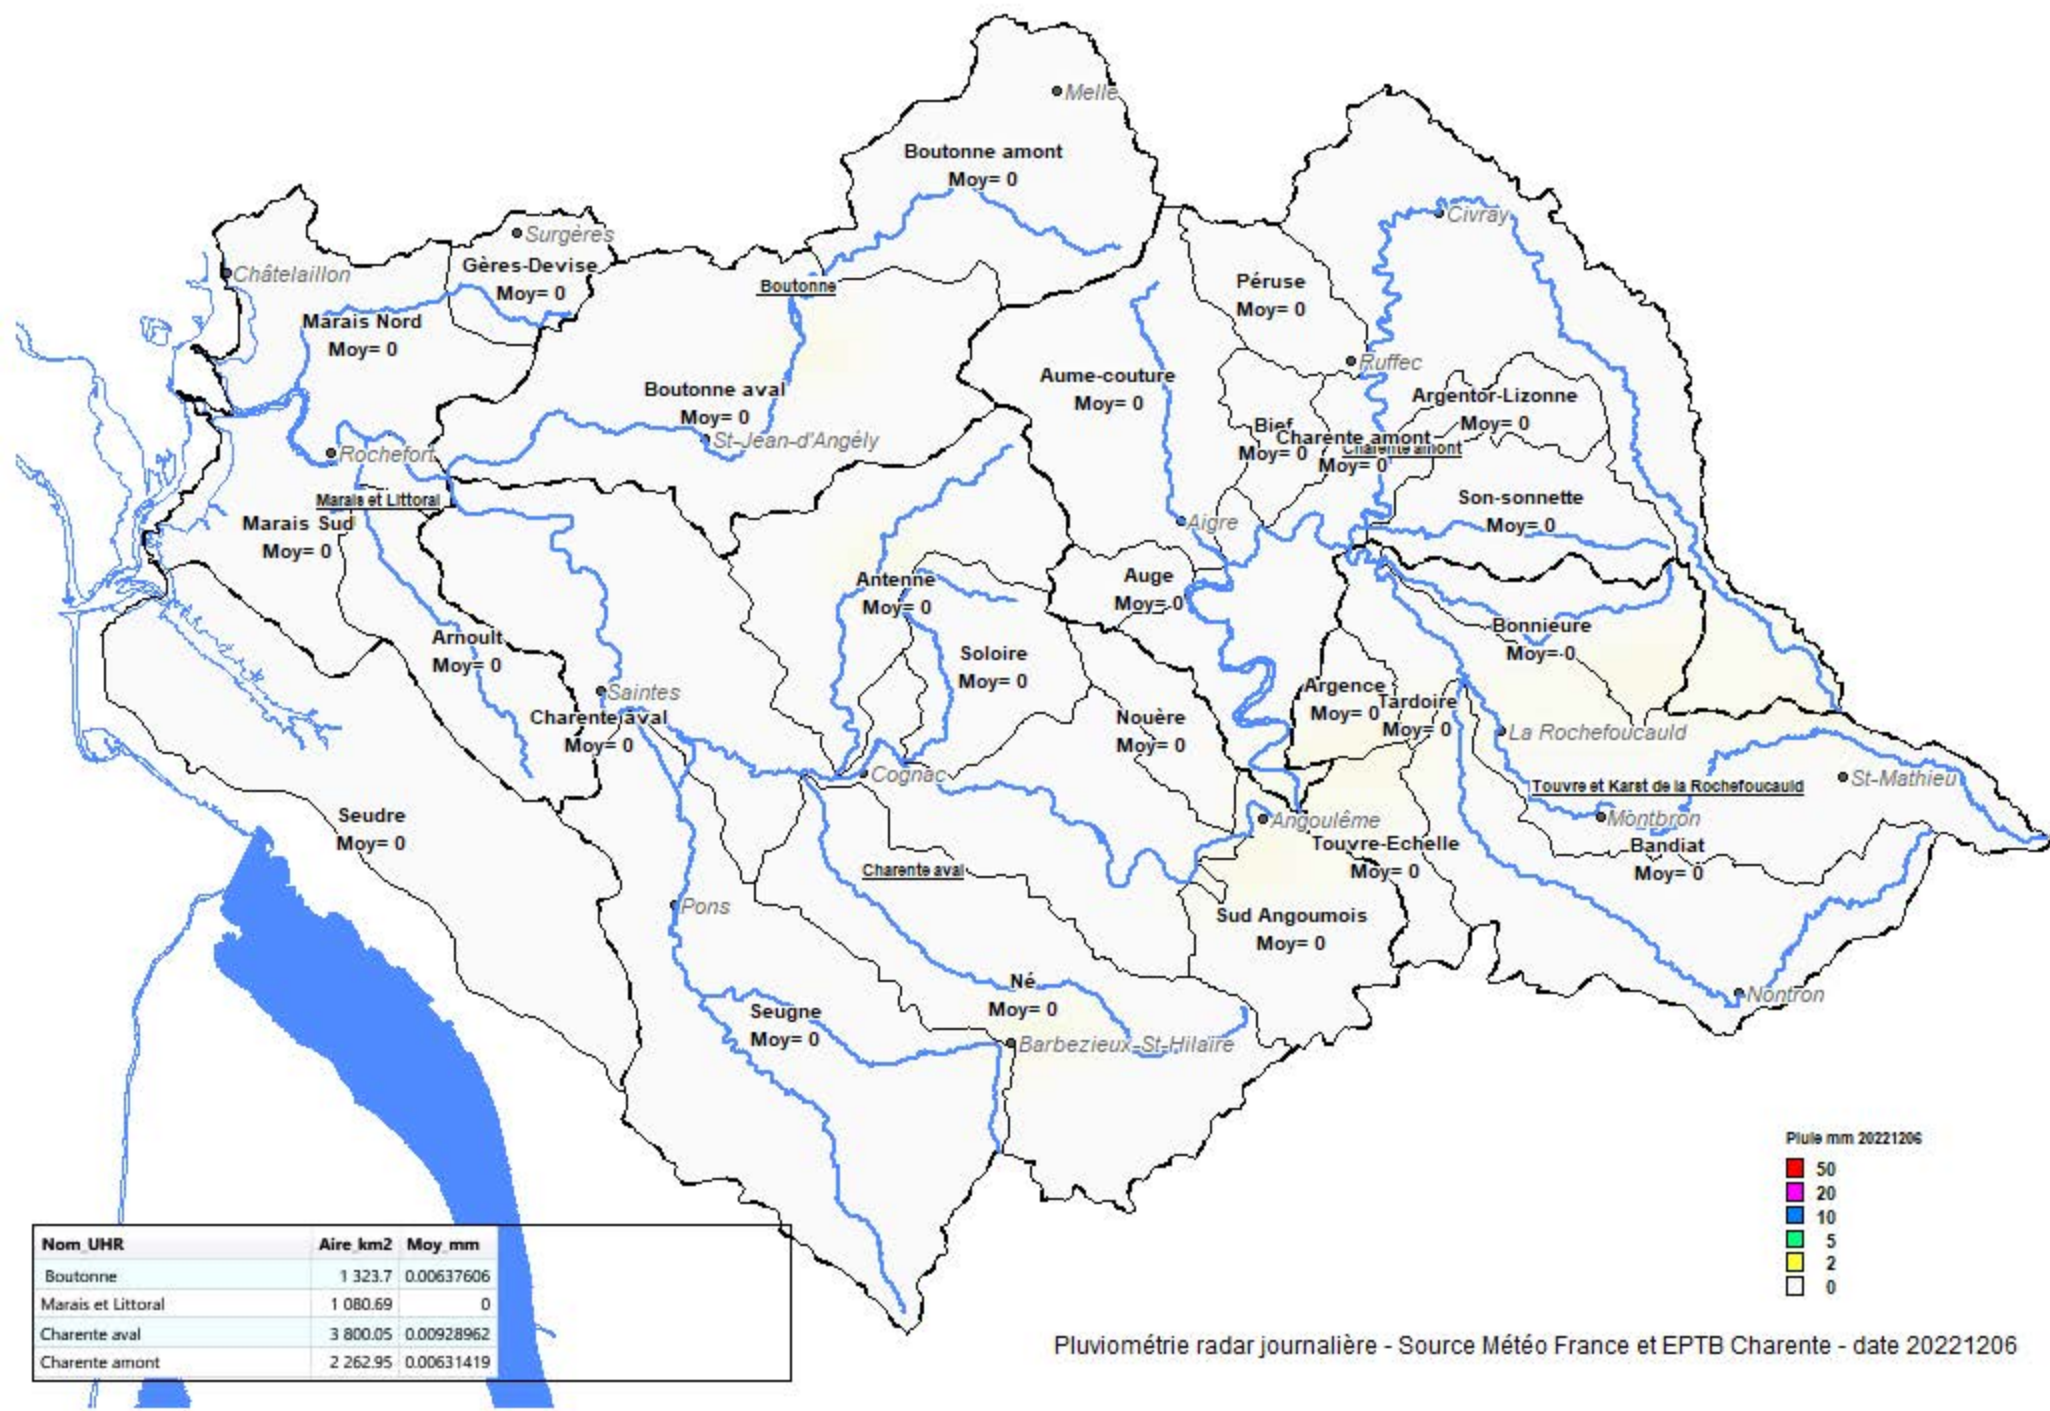 Melle
Boutonne amont
Moy= 0
Civray
Surgères
Châtelaillon
Gères-Devise
Moy= 0
Boutonne
Péruse
Moy= 0
Marais Nord
Moy= 0
Ruffec
Boutonne aval
Moy= 0
Aume-couture
Moy= 0
Argentor-Lizonne
Moy= 0
Bief
Moy= 0
Charente amont
Moy= 0
Charente amont
St-Jean-d'Angély
Rochefort
Marais et Littoral
Marais Sud
Moy= 0
Son-sonnette
Moy= 0
Aigre
Antenne
Moy= 0
Auge
Moy= 0
Bonnieure
Moy= 0
Arnoult
Moy= 0
Soloire
Moy= 0
Saintes
Charente aval
Moy= 0
Nouère
Moy= 0
Argence
Moy= 0
Tardoire
Moy= 0
La Rochefoucauld
Cognac
Touvre et Karst de la Rochefoucauld
St-Mathieu
Seudre
Moy= 0
Angoulême
Montbron
Touvre-Echelle
Moy= 0
Bandiat
Moy= 0
Charente aval
Pons
Sud Angoumois
Moy= 0
Né
Moy= 0
Nontron
Seugne
Moy= 0
Barbezieux-St-Hilaire
Pluie mm 20221206
50
20
10
5
2
0
Nom_UHR Aire_km2 Moy_mm
Boutonne 1 323.7 0.00637606
Marais et Littoral 1 080.69 0
Charente aval 3 800.05 0.00928962
Charente amont 2 262.95 0.00631419
Pluviométrie radar journalière - Source Météo France et EPTB Charente - date 20221206